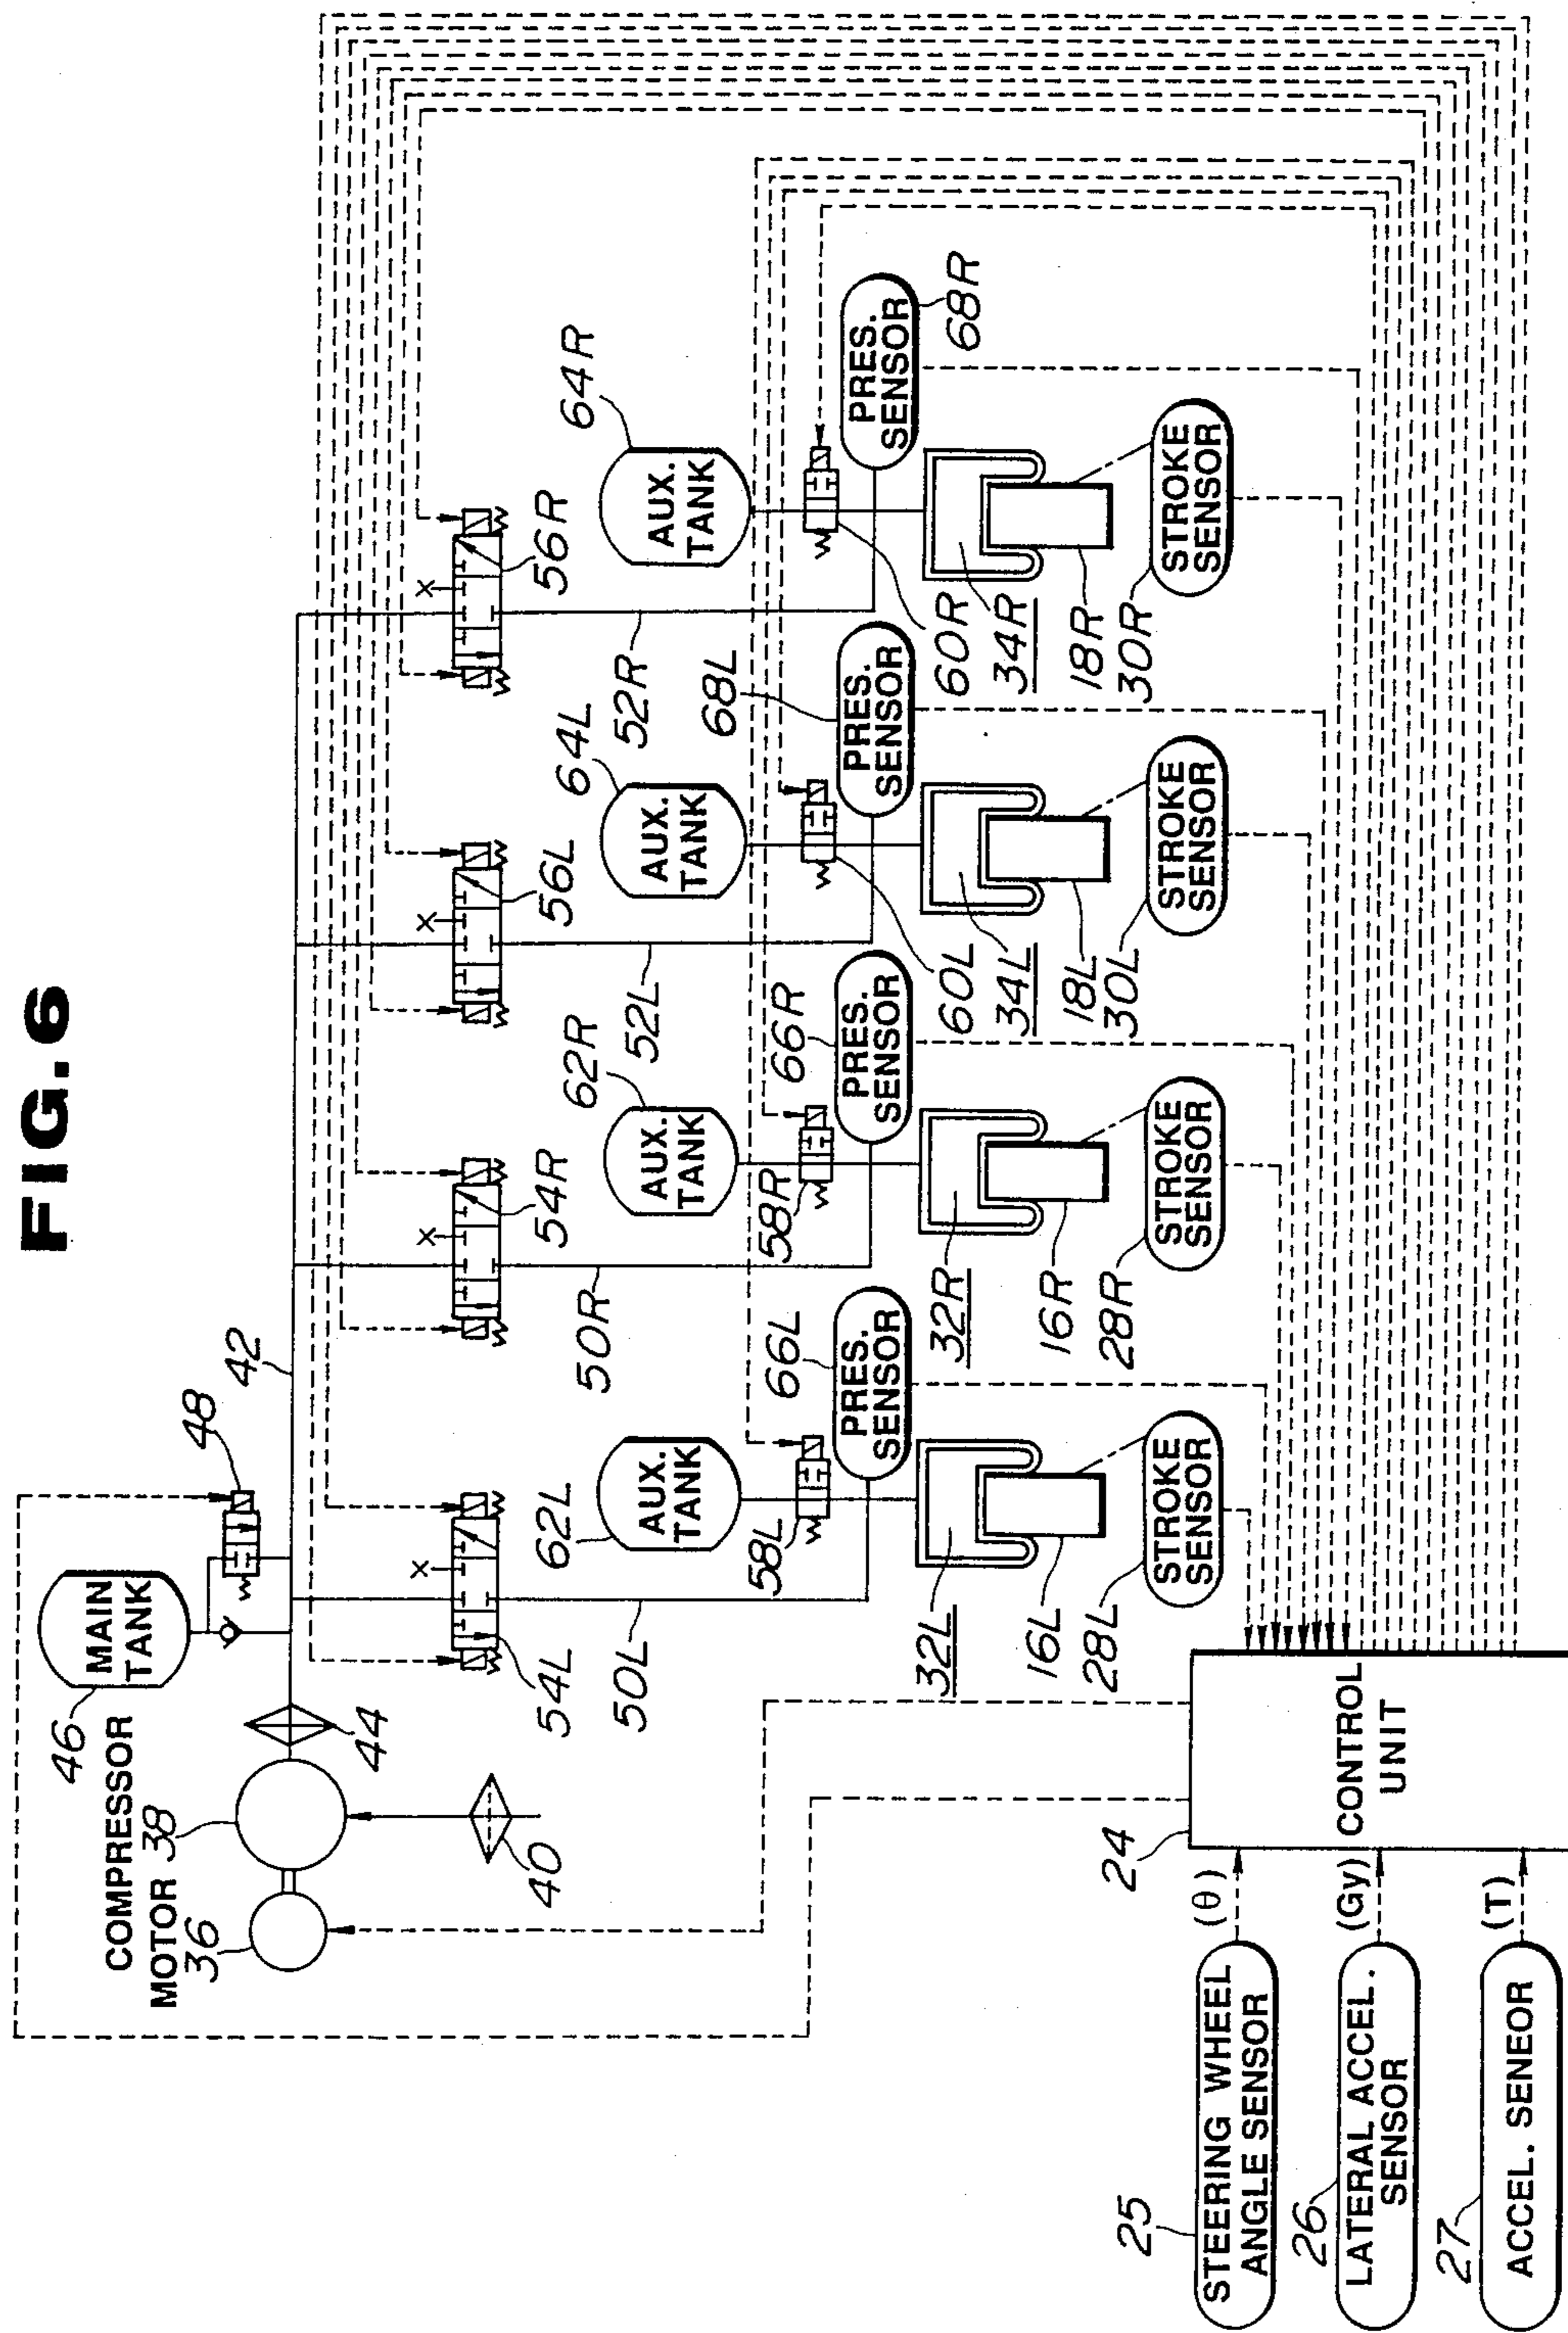 FIG. 6
MAIN
TANK
46
48
42
COMPRESSOR
38
MOTOR
36
44
40
54L
54R
56L
56R
50L
50R
52L
52R
62L
AUX.
TANK
62R
AUX.
TANK
64L
AUX.
TANK
64R
AUX.
TANK
58L
58R
60L
60R
66L
PRES.
SENSOR
66R
PRES.
SENSOR
68L
PRES.
SENSOR
68R
PRES.
SENSOR
32L
32R
34L
34R
16L
16R
18L
18R
28L
STROKE
SENSOR
28R
STROKE
SENSOR
30L
STROKE
SENSOR
30R
STROKE
SENSOR
24
CONTROL
UNIT
25
STEERING WHEEL
ANGLE SENSOR
(θ)
26
LATERAL ACCEL.
SENSOR
(Gy)
27
ACCEL. SENEOR
(T)